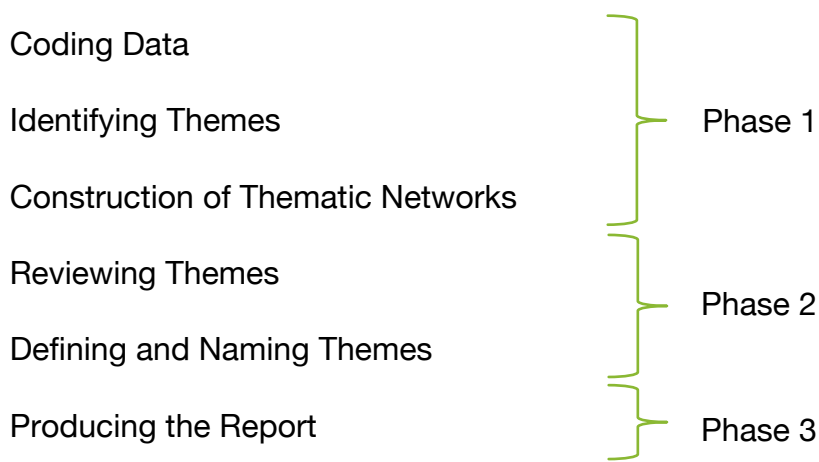 Coding Data
Identifying Themes
Phase 1
Construction of Thematic Networks
Reviewing Themes
Phase 2
Defining and Naming Themes
Producing the Report
Phase 3